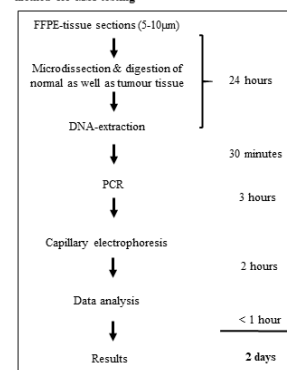 FFPE-tissue sections (5-10µm)
Microdissection & digestion of
normal as well as tumour tissue
24 hours
DNA-extraction
30 minutes
PCR
3 hours
Capillary electrophoresis
2 hours
Data analysis
< 1 hour
Results
2 days